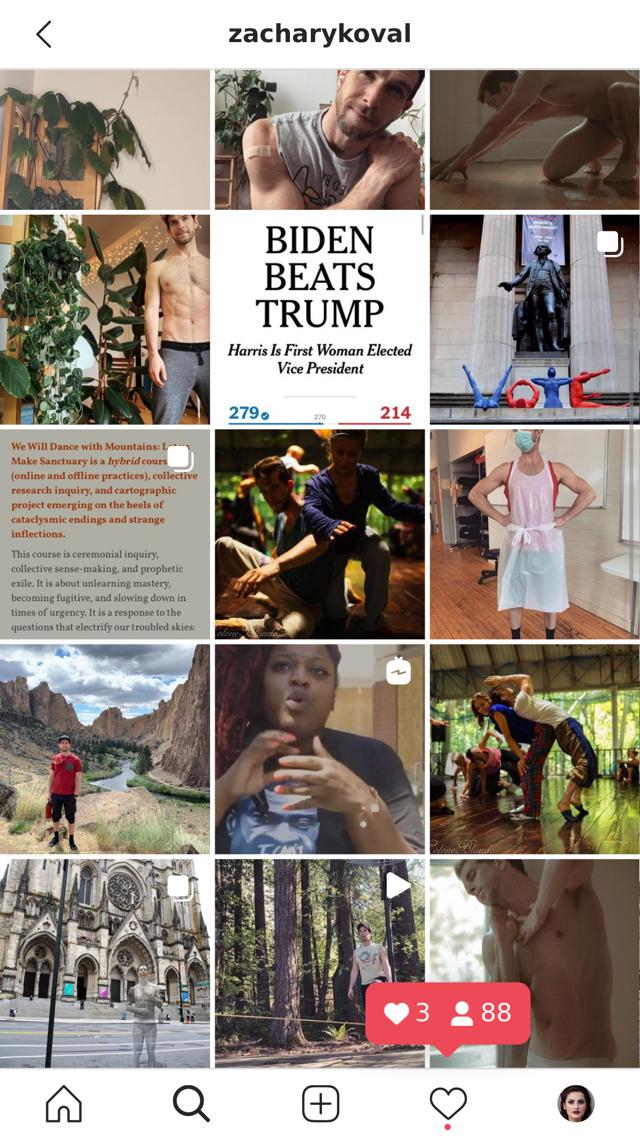 zacharykoval
BIDEN
BEATS
TRUMP
Harris Is First Woman Elected
Vice President
279
270
214
We Will Dance with Mountains:
Make Sanctuary is a hybrid
(online and offline practices), collective
research inquiry, and cartographic
project emerging on the heels of
cataclysmic endings and strange
inflections.
This course is ceremonial inquiry,
collective sense-making, and prophetic
exile. It is about unlearning mastery,
becoming fugitive, and slowing down in
times of urgency. It is a response to the
questions that electrify our troubled skies:
3
88